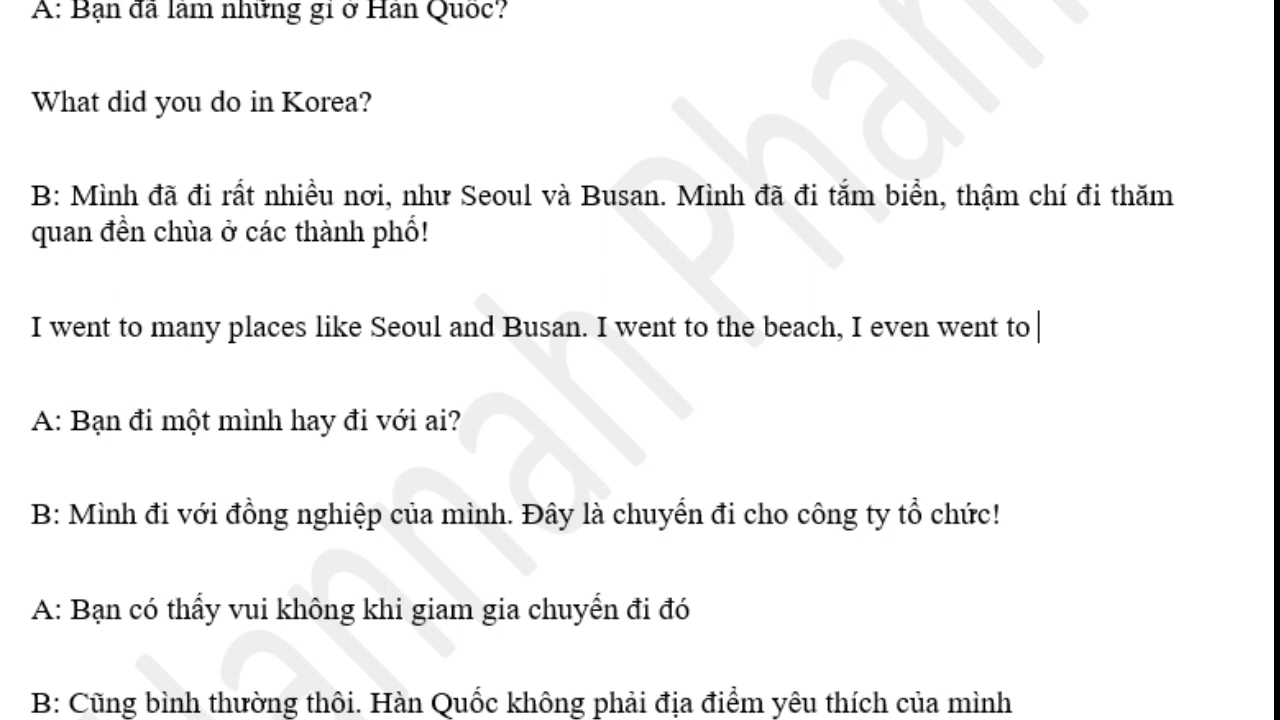 A: Bạn đã làm những gì ở Hàn Quốc?
What did you do in Korea?
B: Mình đã đi rất nhiều nơi, như Seoul và Busan. Mình đã đi tắm biển, thậm chí đi thăm
quan đền chùa ở các thành phố!
I went to many places like Seoul and Busan. I went to the beach, I even went to
A: Bạn đi một mình hay đi với ai?
B: Mình đi với đồng nghiệp của mình. Đây là chuyến đi cho công ty tổ chức!
A: Bạn có thấy vui không khi giam gia chuyến đi đó
B: Cũng bình thường thôi. Hàn Quốc không phải địa điểm yêu thích của mình
Hannah Pham